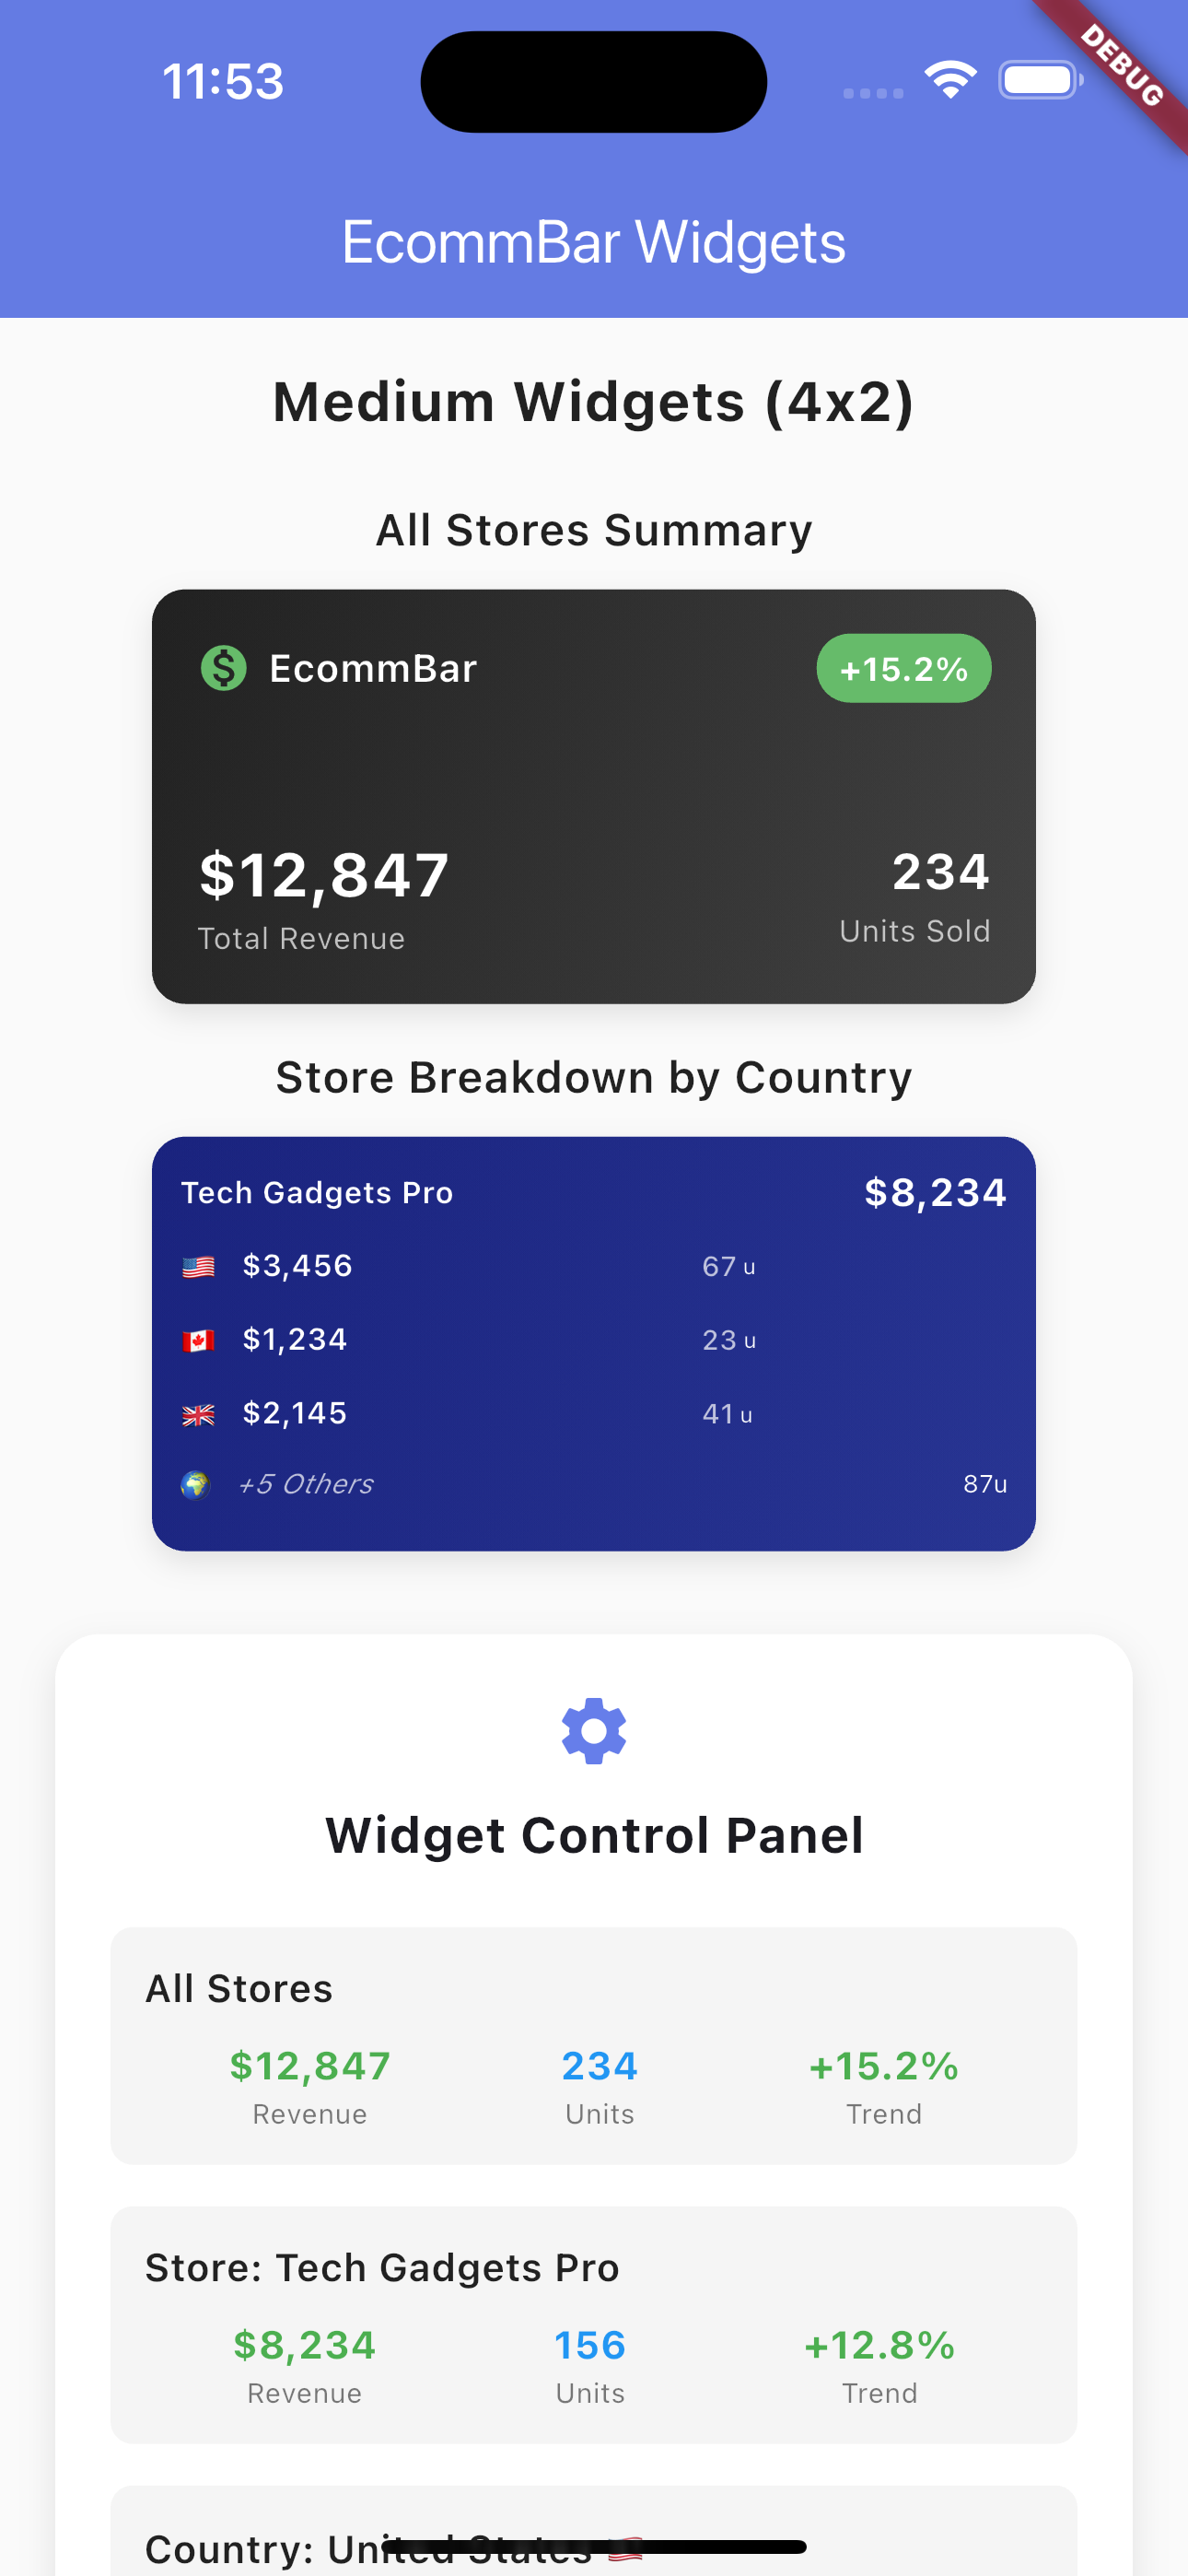 11:53
DEBUG
EcommBar Widgets
Medium Widgets (4x2)
All Stores Summary
$ EcommBar +15.2%
$12,847 234
Total Revenue Units Sold
Store Breakdown by Country
Tech Gadgets Pro $8,234
$3,456 67 u
$1,234 23 u
$2,145 41 u
+5 Others 87u
Widget Control Panel
All Stores
$12,847 234 +15.2%
Revenue Units Trend
Store: Tech Gadgets Pro
$8,234 156 +12.8%
Revenue Units Trend
Country: United States